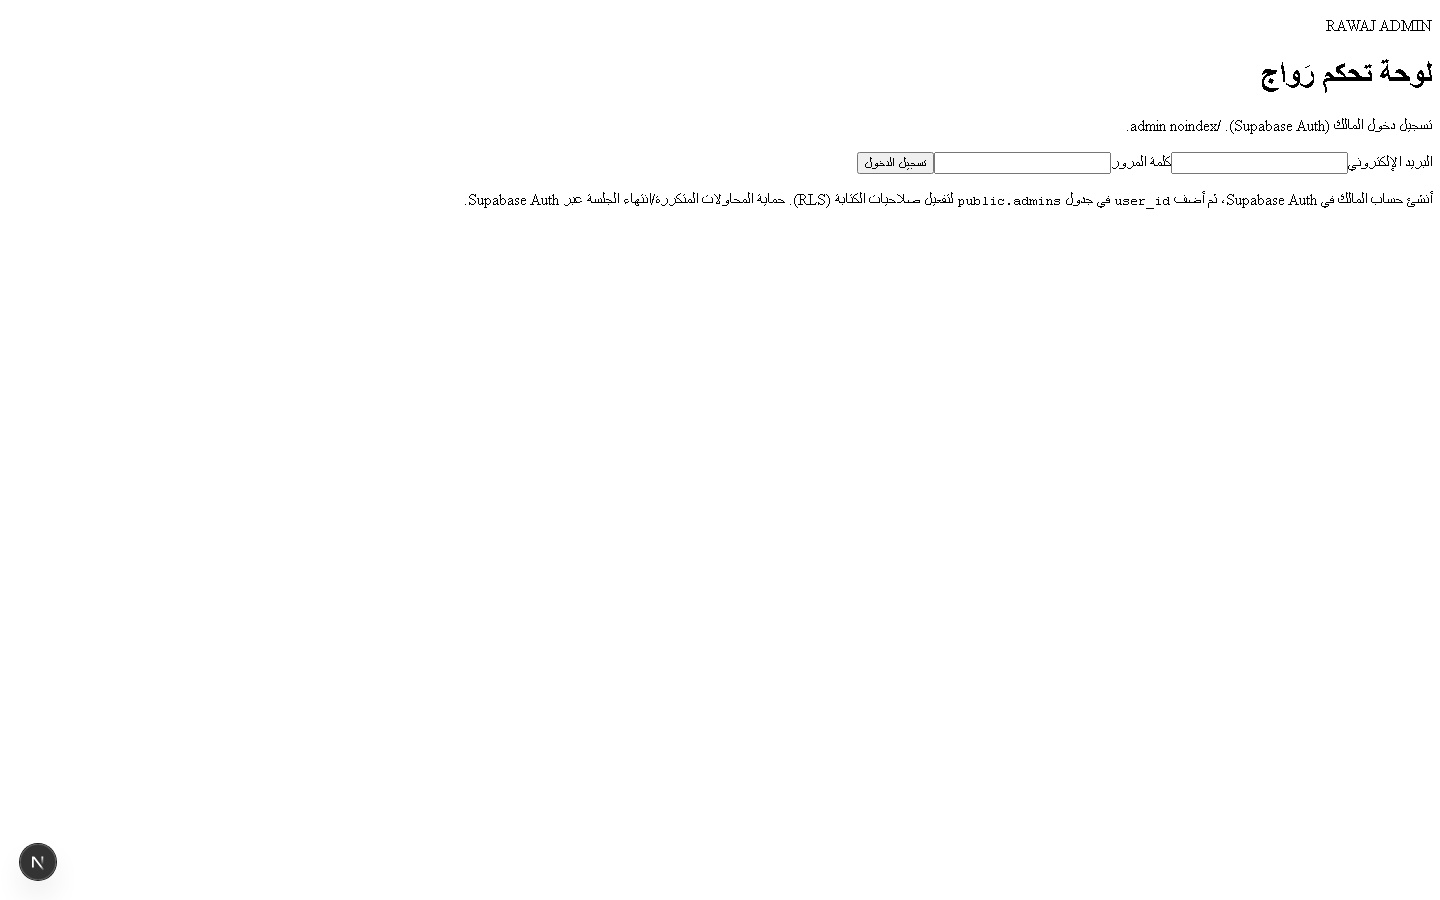 RAWAJ ADMIN
لوحة تحكم رَواج
تسجيل دخول المالك (Supabase Auth). /admin noindex.
البريد الإلكتروني كلمة المرور تسجيل الدخول
أنشئ حساب المالك في Supabase Auth، ثم أضف user_id في جدول public.admins لتفعيل صلاحيات الكتابة (RLS). حماية المحاولات المتكررة/انتهاء الجلسة عبر Supabase Auth.
N